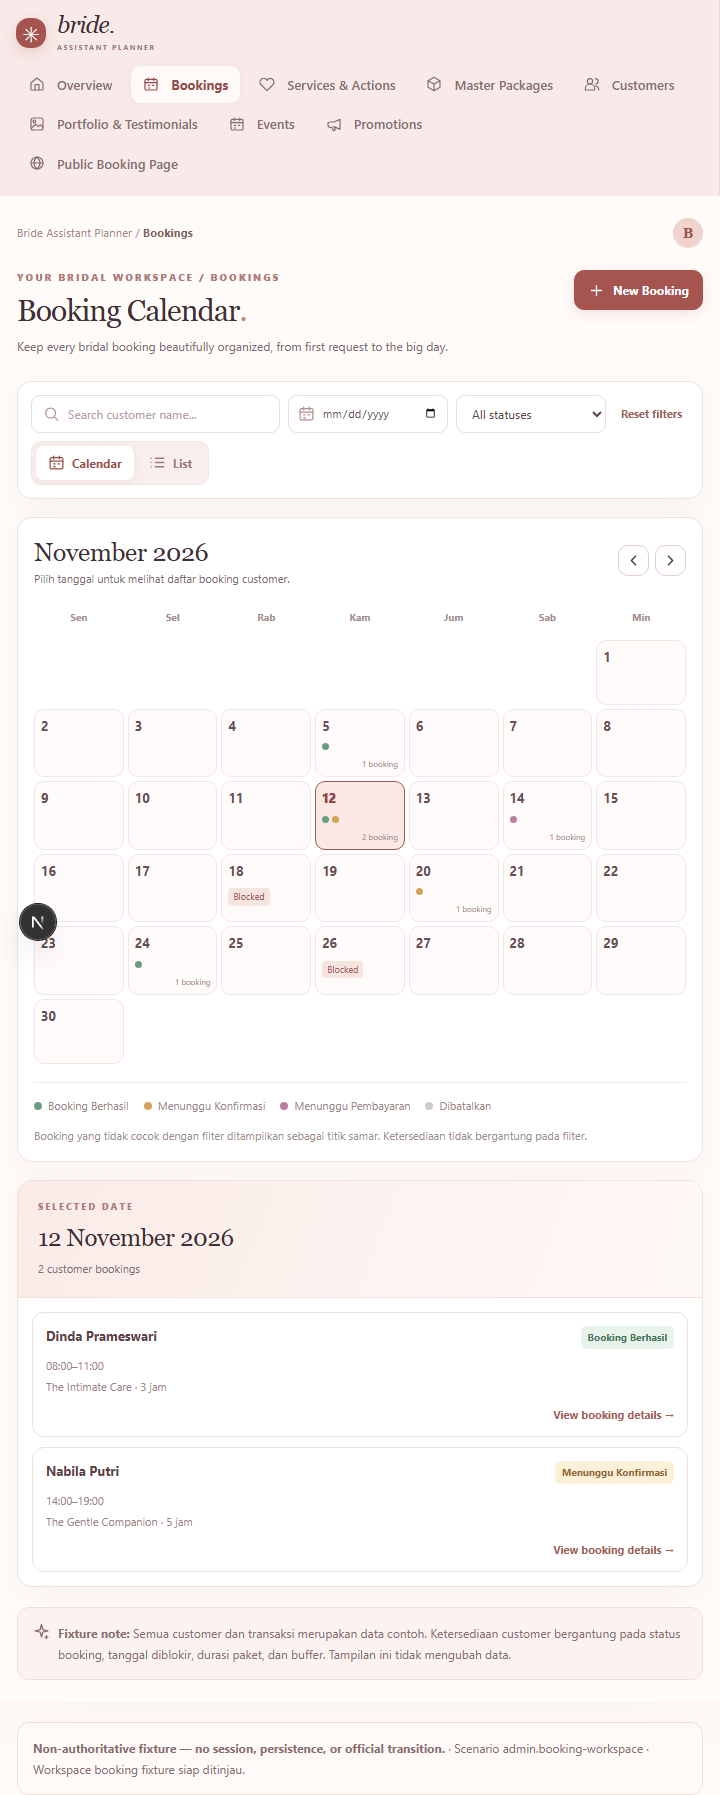 bride.
ASSISTANT PLANNER
Overview
Bookings
Services & Actions
Master Packages
Customers
Portfolio & Testimonials
Events
Promotions
Public Booking Page
Bride Assistant Planner / Bookings
B
YOUR BRIDAL WORKSPACE / BOOKINGS
Booking Calendar.
New Booking
Keep every bridal booking beautifully organized, from first request to the big day.
Search customer name...
mm/dd/yyyy
All statuses
Reset filters
Calendar
List
November 2026
Pilih tanggal untuk melihat daftar booking customer.
Sen Sel Rab Kam Jum Sab Min
1
2 3 4 5 6 7 8
1 booking
9 10 11 12 13 14 15
2 booking 1 booking
16 17 18 19 20 21 22
Blocked
1 booking
N
23 24 25 26 27 28 29
Blocked
1 booking
30
Booking Berhasil Menunggu Konfirmasi Menunggu Pembayaran Dibatalkan
Booking yang tidak cocok dengan filter ditampilkan sebagai titik samar. Ketersediaan tidak bergantung pada filter.
SELECTED DATE
12 November 2026
2 customer bookings
Dinda Prameswari
Booking Berhasil
08:00–11:00
The Intimate Care · 3 jam
View booking details →
Nabila Putri
Menunggu Konfirmasi
14:00–19:00
The Gentle Companion · 5 jam
View booking details →
Fixture note: Semua customer dan transaksi merupakan data contoh. Ketersediaan customer bergantung pada status
booking, tanggal diblokir, durasi paket, dan buffer. Tampilan ini tidak mengubah data.
Non-authoritative fixture — no session, persistence, or official transition. · Scenario admin.booking-workspace ·
Workspace booking fixture siap ditinjau.